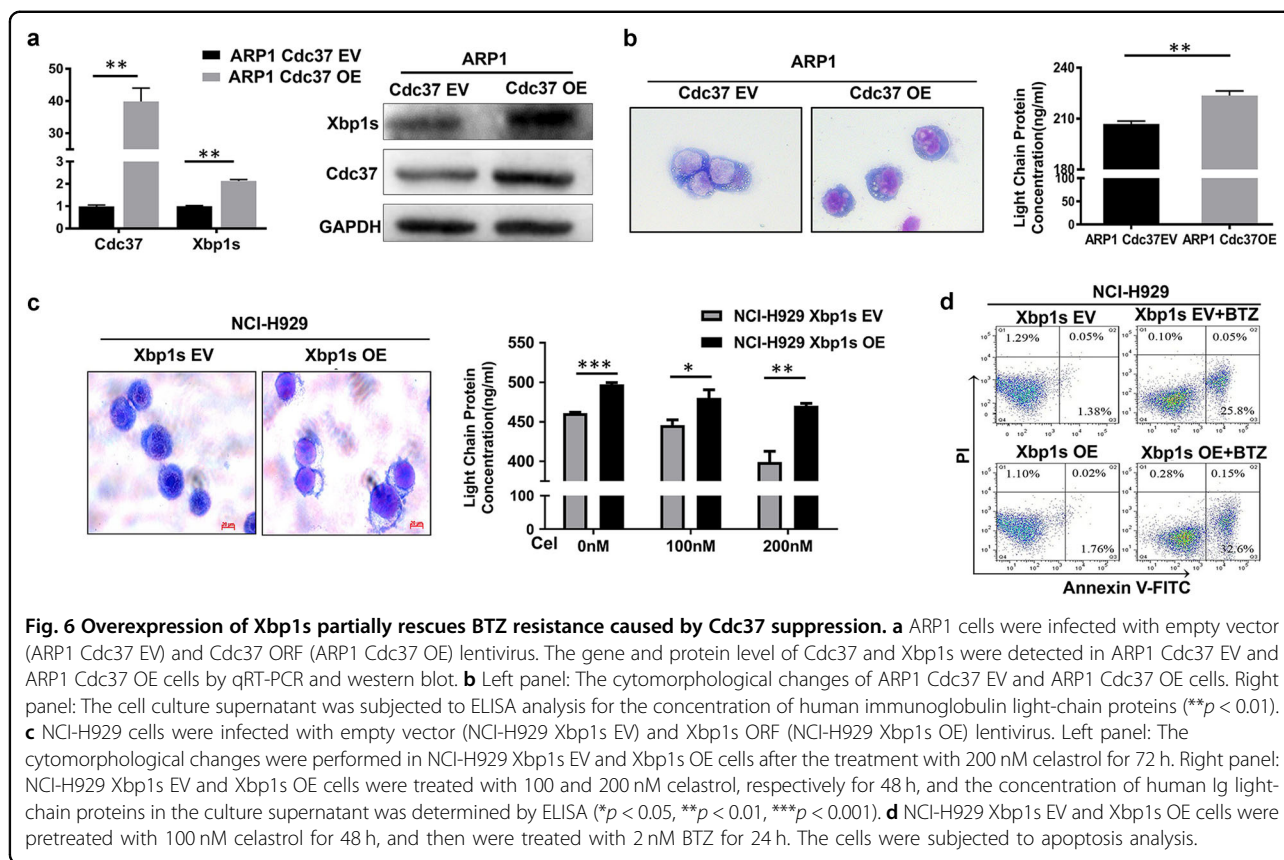 a
ARP1 Cdc37 EV
ARP1 Cdc37 OE
**
**
50
40
30
20
3
2
1
0
Cdc37 Xbp1s
ARP1
Cdc37 EV Cdc37 OE
Xbp1s
Cdc37
GAPDH
b
ARP1
Cdc37 EV Cdc37 OE
**
Light Chain Protein
Concentration(ng/ml)
240
210
180
100
50
0
ARP1 Cdc37EV ARP1 Cdc37OE
c
NCI-H929
Xbp1s EV Xbp1s OE
NCI-H929 Xbp1s EV
NCI-H929 Xbp1s OE
Light Chain Protein
Concentration(ng/ml)
550
500
450
400
100
0
*** * **
Cel 0nM 100nM 200nM
d
NCI-H929
Xbp1s EV Xbp1s EV+BTZ
Q1 Q2
1.29% 0.05% 0.10% 0.05%
1.38% 25.8%
Xbp1s OE Xbp1s OE+BTZ
1.10% 0.02% 0.28% 0.15%
1.76% 32.6%
PI
Annexin V-FITC
Fig. 6 Overexpression of Xbp1s partially rescues BTZ resistance caused by Cdc37 suppression. a ARP1 cells were infected with empty vector
(ARP1 Cdc37 EV) and Cdc37 ORF (ARP1 Cdc37 OE) lentivirus. The gene and protein level of Cdc37 and Xbp1s were detected in ARP1 Cdc37 EV and
ARP1 Cdc37 OE cells by qRT-PCR and western blot. b Left panel: The cytomorphological changes of ARP1 Cdc37 EV and ARP1 Cdc37 OE cells. Right
panel: The cell culture supernatant was subjected to ELISA analysis for the concentration of human immunoglobulin light-chain proteins (**p < 0.01).
c NCI-H929 cells were infected with empty vector (NCI-H929 Xbp1s EV) and Xbp1s ORF (NCI-H929 Xbp1s OE) lentivirus. Left panel: The
cytomorphological changes were performed in NCI-H929 Xbp1s EV and Xbp1s OE cells after the treatment with 200 nM celastrol for 72 h. Right panel:
NCI-H929 Xbp1s EV and Xbp1s OE cells were treated with 100 and 200 nM celastrol, respectively for 48 h, and the concentration of human Ig light-
chain proteins in the culture supernatant was determined by ELISA (*p < 0.05, **p < 0.01, ***p < 0.001). d NCI-H929 Xbp1s EV and Xbp1s OE cells were
pretreated with 100 nM celastrol for 48 h, and then were treated with 2 nM BTZ for 24 h. The cells were subjected to apoptosis analysis.